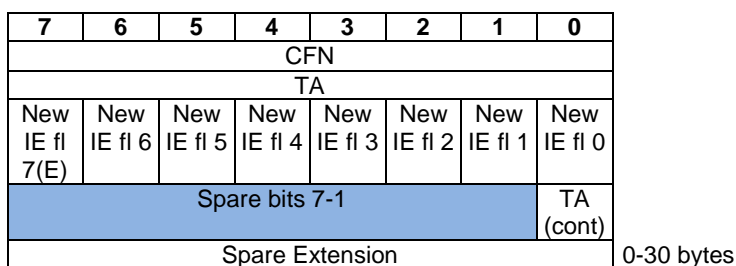 7 6 5 4 3 2 1 0
CFN
TA
New New New New New New New New
IE fl IE fl 6 IE fl 5 IE fl 4 IE fl 3 IE fl 2 IE fl 1 IE fl 0
7(E)
Spare bits 7-1 TA
(cont)
Spare Extension 0-30 bytes